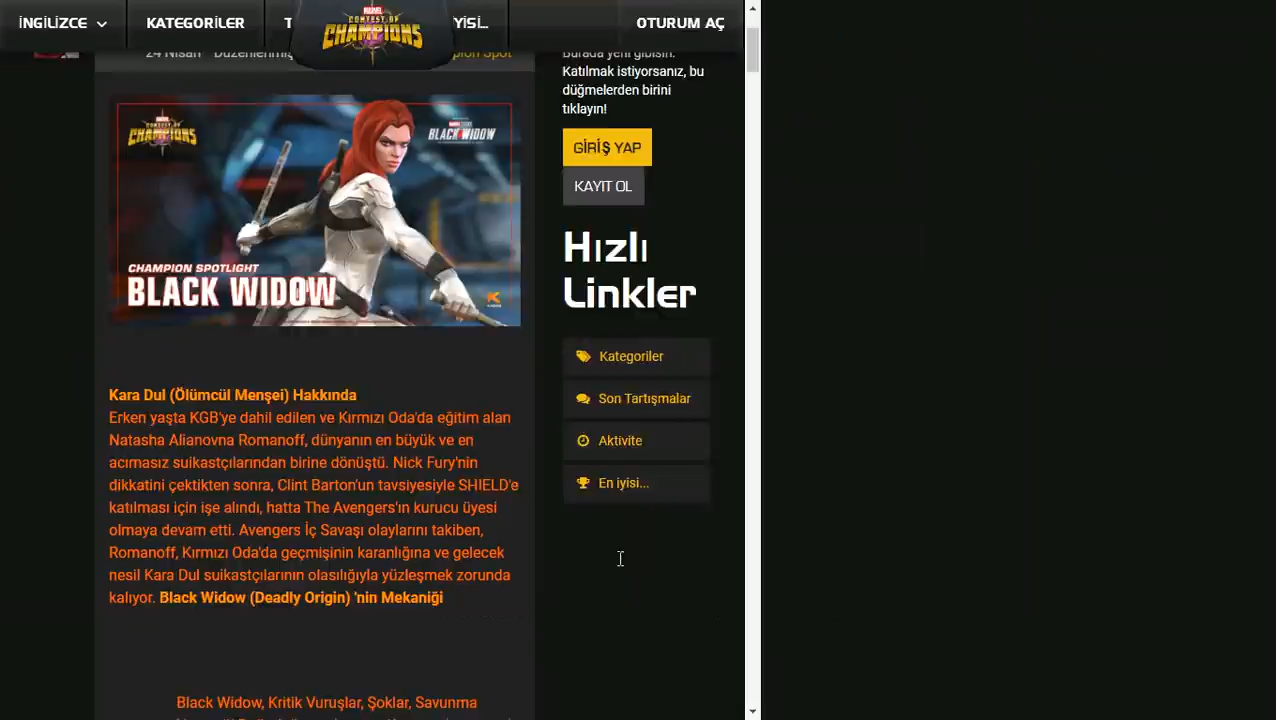 İNGİLİZCE
KATEGORİLER
MARVEL
CONTEST OF
CHAMPIONS
YİSİ...
OTURUM AÇ
24 Nisan
Burada yeni gibisin.
Katılmak istiyorsanız, bu
düğmelerden birini
tıklayın!
GİRİŞ YAP
KAYIT OL
CONTEST OF
CHAMPIONS
BLACK WIDOW
CHAMPION SPOTLIGHT
BLACK WIDOW
Hızlı
Linkler
Kategoriler
Son Tartışmalar
Aktivite
En iyisi...
Kara Dul (Ölümcül Menşei) Hakkında
Erken yaşta KGB'ye dahil edilen ve Kırmızı Oda'da eğitim alan
Natasha Alianovna Romanoff, dünyanın en büyük ve en
acımasız suikastçılarından birine dönüştü. Nick Fury'nin
dikkatini çektikten sonra, Clint Barton'un tavsiyesiyle SHIELD'e
katılması için işe alındı, hatta The Avengers'ın kurucu üyesi
olmaya devam etti. Avengers İç Savaşı olaylarını takiben,
Romanoff, Kırmızı Oda'da geçmişinin karanlığına ve gelecek
nesil Kara Dul suikastçılarının olasılığıyla yüzleşmek zorunda
kalıyor. Black Widow (Deadly Origin) 'nin Mekaniği
Black Widow, Kritik Vuruşlar, Şoklar, Savunma